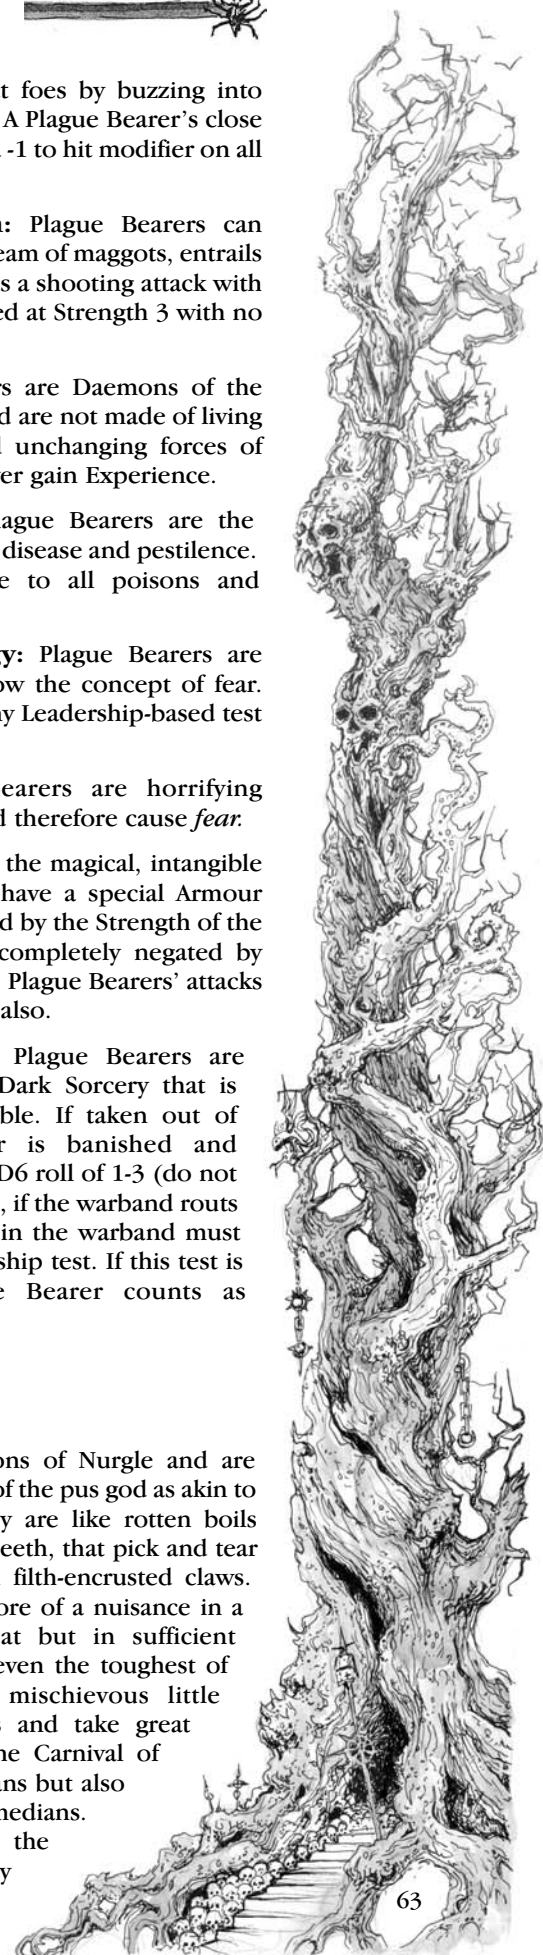 t foes by buzzing into
A Plague Bearer's close
-1 to hit modifier on all
: Plague Bearers can
eam of maggots, entrails
s a shooting attack with
ed at Strength 3 with no
rs are Daemons of the
d are not made of living
unchanging forces of
er gain Experience.
lague Bearers are the
disease and pestilence.
e to all poisons and
y: Plague Bearers are
ow the concept of fear.
ny Leadership-based test
earers are horrifying
d therefore cause fear.
the magical, intangible
have a special Armour
d by the Strength of the
completely negated by
Plague Bearers' attacks
also.
Plague Bearers are
Dark Sorcery that is
ble. If taken out of
r is banished and
D6 roll of 1-3 (do not
, if the warband routs
in the warband must
ship test. If this test is
e Bearer counts as
ons of Nurgle and are
of the pus god as akin to
y are like rotten boils
eeth, that pick and tear
filth-encrusted claws.
ore of a nuisance in a
at but in sufficient
even the toughest of
mischievous little
s and take great
ne Carnival of
ans but also
nedians.
the
y
63